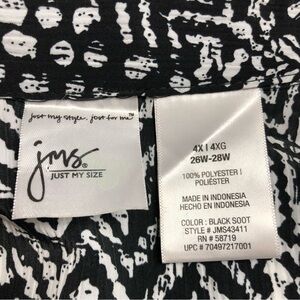 just my style. just for me.™
jms®
JUST MY SIZE
4X | 4XG
26W-28W
100% POLYESTER |
POLIÉSTER
MADE IN INDONESIA
HECHO EN INDONESIA
COLOR : BLACK SOOT
STYLE # JMS43411
RN # 58719
UPC # 70497217001